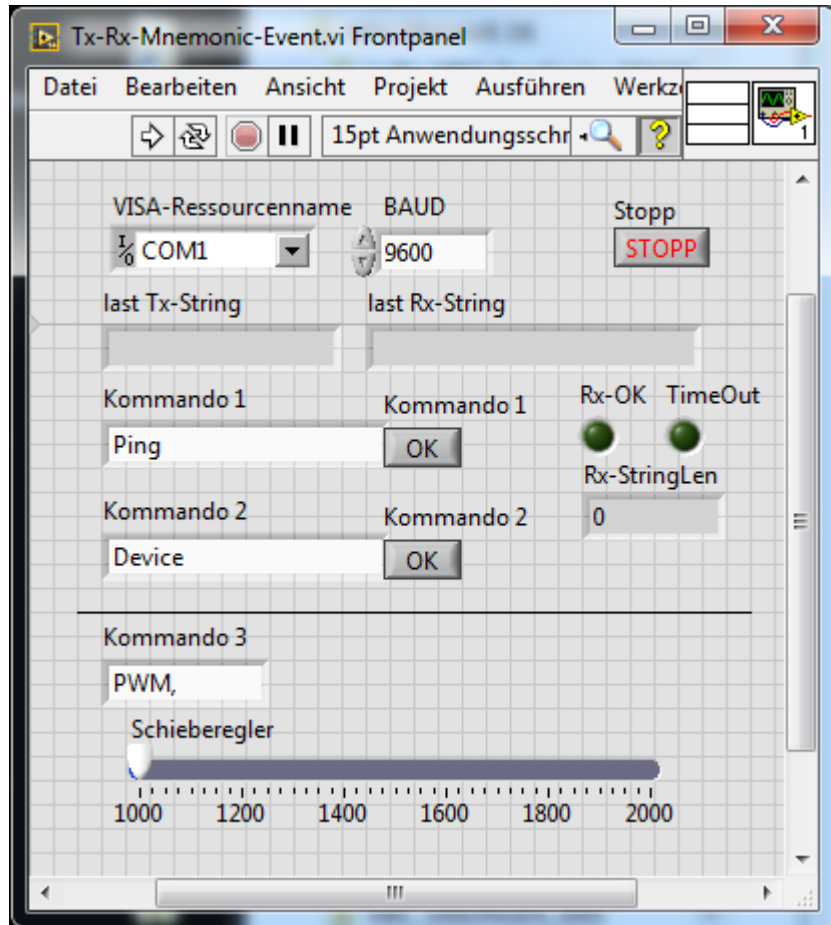 Tx-Rx-Mnemonic-Event.vi Frontpanel
Datei Bearbeiten Ansicht Projekt Ausführen Werkz
15pt Anwendungsschr
1
VISA-Ressourcenname BAUD Stopp
I/O COM1 9600 STOPP
last Tx-String last Rx-String
Kommando 1 Kommando 1 Rx-OK TimeOut
Ping OK
Rx-StringLen
Kommando 2 Kommando 2 0
Device OK
Kommando 3
PWM,
Schieberegler
1000 1200 1400 1600 1800 2000